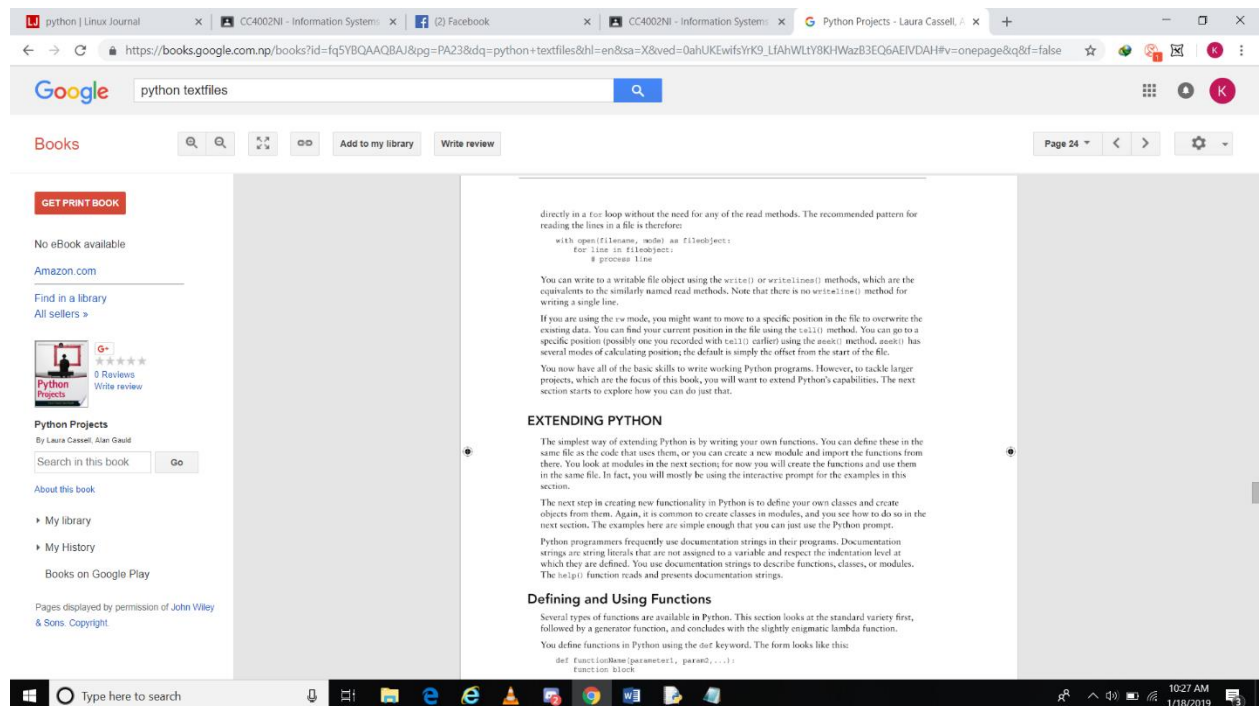 python | Linux Journal
CC4002NI - Information Systems
(2) Facebook
CC4002NI - Information Systems
Python Projects - Laura Cassell, A
https://books.google.com.np/books?id=fq5YBQAAQBAJ&pg=PA23&dq=python+textfiles&hl=en&sa=X&ved=0ahUKEwifsYrK9_LfAhWLtY8KHWazB3EQ6AEIVDAH#v=onepage&q&f=false
Google
python textfiles
K
Books
Add to my library
Write review
Page 24
GET PRINT BOOK
No eBook available
Amazon.com
Find in a library
All sellers »
G+
0 Reviews
Write review
Python
Projects
Python Projects
By Laura Cassell, Alan Gauld
Search in this book
Go
About this book
My library
My History
Books on Google Play
Pages displayed by permission of John Wiley
& Sons. Copyright.
directly in a for loop without the need for any of the read methods. The recommended pattern for
reading the lines in a file is therefore:
with open(filename, mode) as fileobject:
for line in fileobject:
# process line
You can write to a writable file object using the write() or writelines() methods, which are the
equivalents to the similarly named read methods. Note that there is no writeline() method for
writing a single line.
If you are using the rw mode, you might want to move to a specific position in the file to overwrite the
existing data. You can find your current position in the file using the tell() method. You can go to a
specific position (possibly one you recorded with tell() earlier) using the seek() method. seek() has
several modes of calculating position; the default is simply the offset from the start of the file.
You now have all of the basic skills to write working Python programs. However, to tackle larger
projects, which are the focus of this book, you will want to extend Python's capabilities. The next
section starts to explore how you can do just that.
EXTENDING PYTHON
The simplest way of extending Python is by writing your own functions. You can define these in the
same file as the code that uses them, or you can create a new module and import the functions from
there. You look at modules in the next section; for now you will create the functions and use them
in the same file. In fact, you will mostly be using the interactive prompt for the examples in this
section.
The next step in creating new functionality in Python is to define your own classes and create
objects from them. Again, it is common to create classes in modules, and you see how to do so in the
next section. The examples here are simple enough that you can just use the Python prompt.
Python programmers frequently use documentation strings in their programs. Documentation
strings are string literals that are not assigned to a variable and respect the indentation level at
which they are defined. You use documentation strings to describe functions, classes, or modules.
The help() function reads and presents documentation strings.
Defining and Using Functions
Several types of functions are available in Python. This section looks at the standard variety first,
followed by a generator function, and concludes with the slightly enigmatic lambda function.
You define functions in Python using the def keyword. The form looks like this:
def functionName(parameter1, param2,...):
function block
Type here to search
10:27 AM
1/18/2019